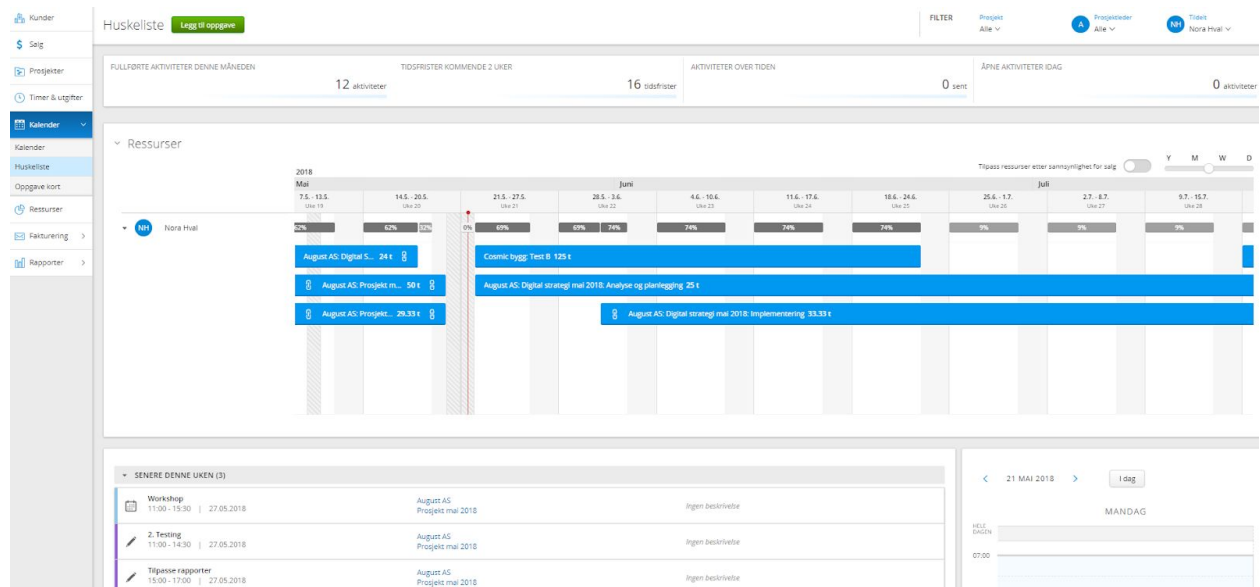 Kunder
Salg
Prosjekter
Timer & utgifter
Kalender
Kalender
Huskeliste
Oppgave kort
Ressurser
Fakturering
Rapporter
Huskeliste Legg til oppgave
FILTER
Prosjekt
Alle
A
Prosjektleder
Alle
NH
Tildelt
Nora Hval
FULLFØRTE AKTIVITETER DENNE MÅNEDEN
12 aktiviteter
TIDSFRISTER KOMMENDE 2 UKER
16 tidsfrister
AKTIVITETER OVER TIDEN
0 sent
ÅPNE AKTIVITETER IDAG
0 aktiviteter
Ressurser
Tilpass ressurser etter sannsynlighet for salg
Y M W D
2018
Mai Juni Juli
7.5. - 13.5. 14.5. - 20.5. 21.5. - 27.5. 28.5. - 3.6. 4.6. - 10.6. 11.6. - 17.6. 18.6. - 24.6. 25.6. - 1.7. 2.7. - 8.7. 9.7. - 15.7.
Uke 19 Uke 20 Uke 21 Uke 22 Uke 23 Uke 24 Uke 25 Uke 26 Uke 27 Uke 28
NH Nora Hval
62% 62% 32% 0% 69% 69% 74% 74% 74% 74% 9% 9% 9%
August AS: Digital S... 24 t
Cosmic bygg: Test B 125 t
August AS: Prosjekt m... 50 t
August AS: Digital strategi mai 2018: Analyse og planlegging 25 t
August AS: Prosjekt... 29.33 t
August AS: Digital strategi mai 2018: Implementering 33.33 t
SENERE DENNE UKEN (3)
Workshop
11:00 - 15:30 | 27.05.2018
August AS
Prosjekt mai 2018
Ingen beskrivelse
2. Testing
11:00 - 14:30 | 27.05.2018
August AS
Prosjekt mai 2018
Ingen beskrivelse
Tilpasse rapporter
15:00 - 17:00 | 27.05.2018
August AS
Prosjekt mai 2018
Ingen beskrivelse
21 MAI 2018
I dag
MANDAG
HELE
DAGEN
07:00